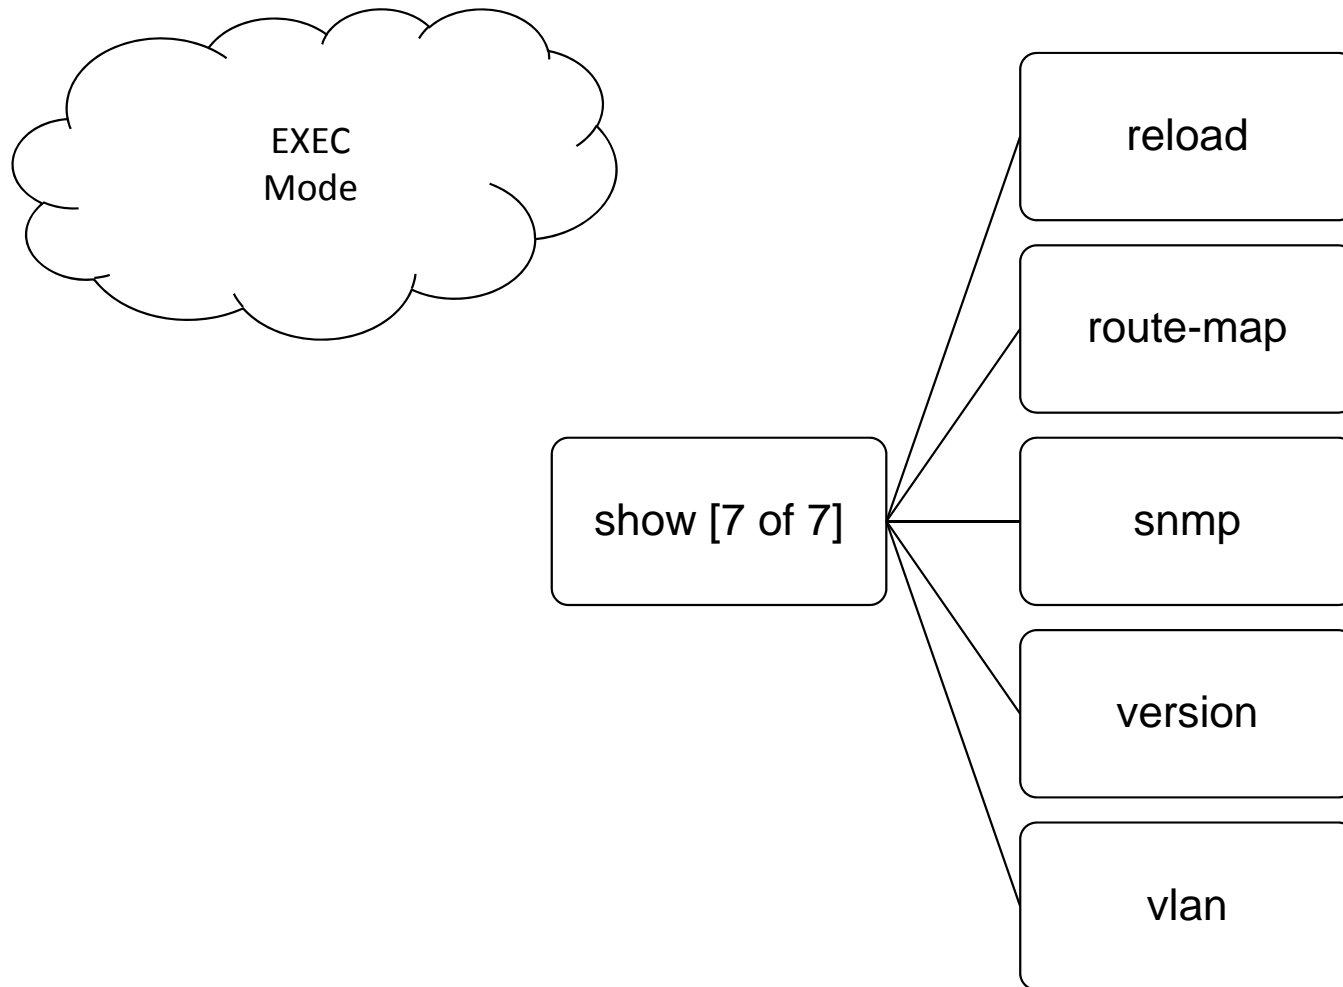 EXEC
Mode
reload
route-map
show [7 of 7]
snmp
version
vlan